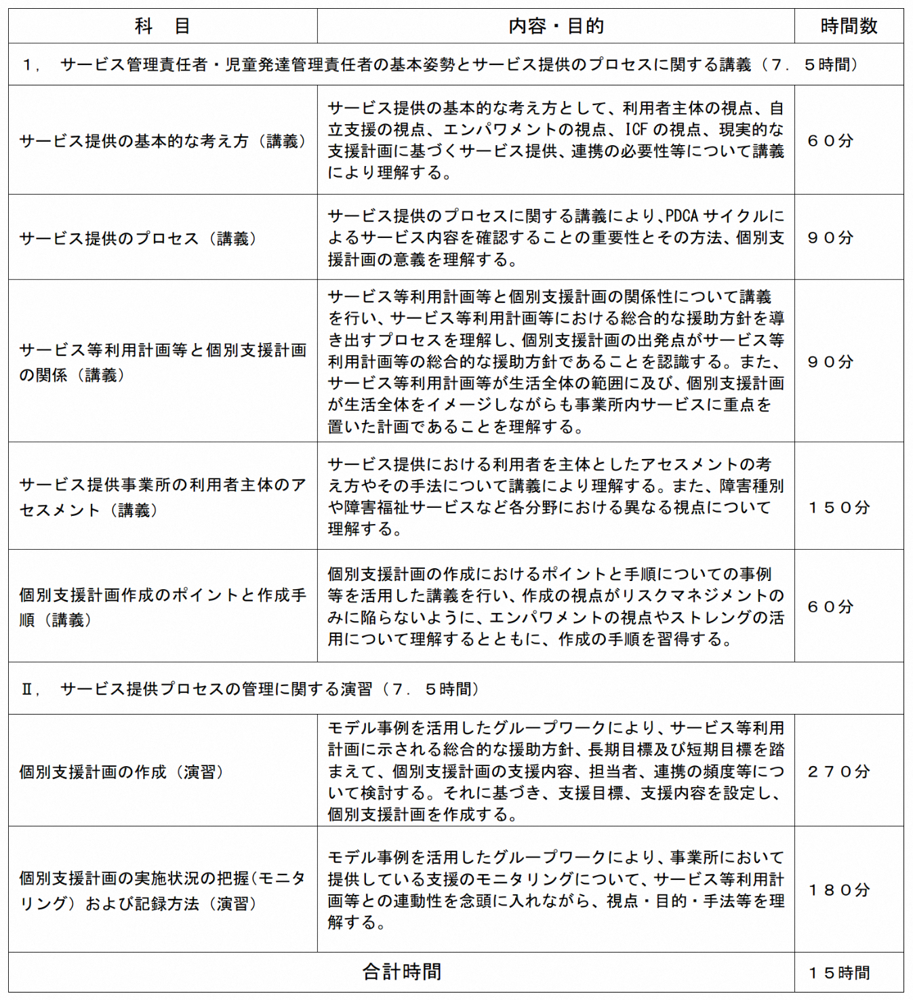 科　目
内容・目的
時間数
１，　サービス管理責任者・児童発達管理責任者の基本姿勢とサービス提供のプロセスに関する講義（７．５時間）
サービス提供の基本的な考え方（講義）
サービス提供の基本的な考え方として、利用者主体の視点、自
立支援の視点、エンパワメントの視点、ICF の視点、現実的な
支援計画に基づくサービス提供、連携の必要性等について講義
により理解する。
６０分
サービス提供のプロセス（講義）
サービス提供のプロセスに関する講義により、PDCA サイクルに
よるサービス内容を確認することの重要性とその方法、個別支
援計画の意義を理解する。
９０分
サービス等利用計画等と個別支援計画
の関係（講義）
サービス等利用計画等と個別支援計画の関係性について講義
を行い、サービス等利用計画等における総合的な援助方針を導
き出すプロセスを理解し、個別支援計画の出発点がサービス等
利用計画等の総合的な援助方針であることを認識する。また、
サービス等利用計画等が生活全体の範囲に及び、個別支援計画
が生活全体をイメージしながらも事業所内サービスに重点を
置いた計画であることを理解する。
９０分
サービス提供事業所の利用者主体のア
セスメント（講義）
サービス提供における利用者を主体としたアセスメントの考
え方やその手法について講義により理解する。また、障害種別
や障害福祉サービスなど各分野における異なる視点について
理解する。
１５０分
個別支援計画作成のポイントと作成手
順（講義）
個別支援計画の作成におけるポイントと手順についての事例
等を活用した講義を行い、作成の視点がリスクマネジメントの
みに陥らないように、エンパワメントの視点やストレングの活
用について理解するとともに、作成の手順を習得する。
６０分
Ⅱ，　サービス提供プロセスの管理に関する演習（７．５時間）
個別支援計画の作成（演習）
モデル事例を活用したグループワークにより、サービス等利用
計画に示される総合的な援助方針、長期目標及び短期目標を踏
まえて、個別支援計画の支援内容、担当者、連携の頻度等につ
いて検討する。それに基づき、支援目標、支援内容を設定し、
個別支援計画を作成する。
２７０分
個別支援計画の実施状況の把握（モニタ
リング）および記録方法（演習）
モデル事例を活用したグループワークにより、事業所において
提供している支援のモニタリングについて、サービス等利用計
画等との連動性を念頭に入れながら、視点・目的・手法等を理
解する。
１８０分
合計時間
１５時間